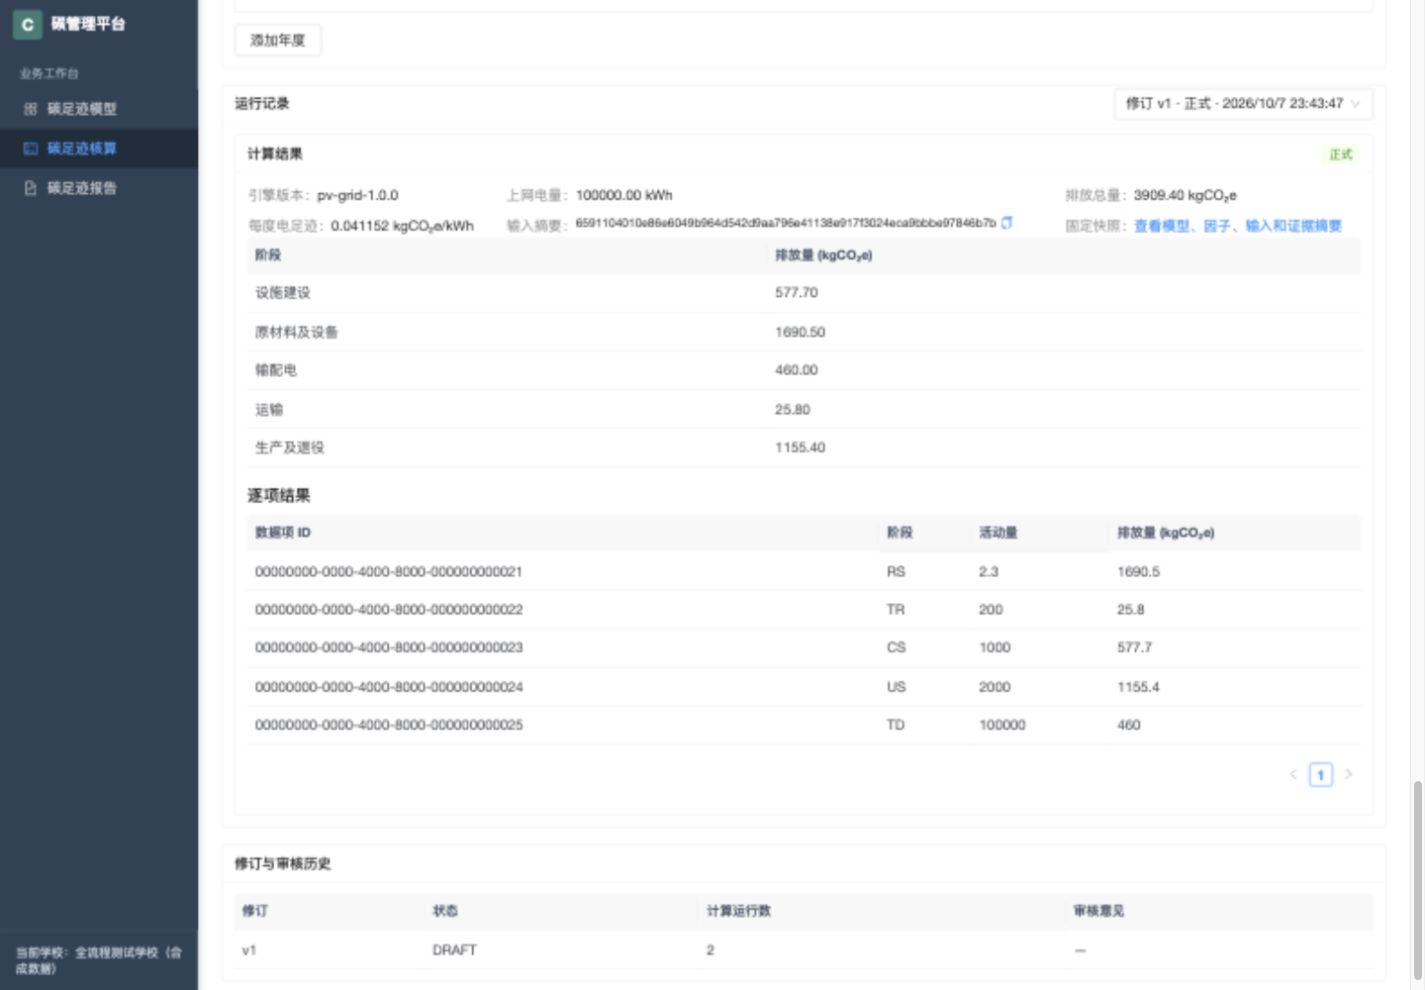 C 碳管理平台
业务工作台
碳足迹模型
碳足迹核算
碳足迹报告
当前学校：全流程测试学校（合成数据）
添加年度
运行记录
修订 v1 - 正式 - 2026/10/7 23:43:47
计算结果
正式
引擎版本： pv-grid-1.0.0
上网电量： 100000.00 kWh
排放总量： 3909.40 kgCO₂e
每度电足迹： 0.041152 kgCO₂e/kWh
输入摘要：
固定快照： 查看模型、因子、输入和证据摘要
阶段 排放量 (kgCO₂e)
设施建设 577.70
原材料及设备 1690.50
输配电 460.00
运输 25.80
生产及退役 1155.40
逐项结果
数据项 ID 阶段 活动量 排放量 (kgCO₂e)
00000000-0000-4000-8000-000000000021 RS 2.3 1690.5
00000000-0000-4000-8000-000000000022 TR 200 25.8
00000000-0000-4000-8000-000000000023 CS 1000 577.7
00000000-0000-4000-8000-000000000024 US 2000 1155.4
00000000-0000-4000-8000-000000000025 TD 100000 460
1
修订与审核历史
修订 状态 计算运行数 审核意见
v1 DRAFT 2 —